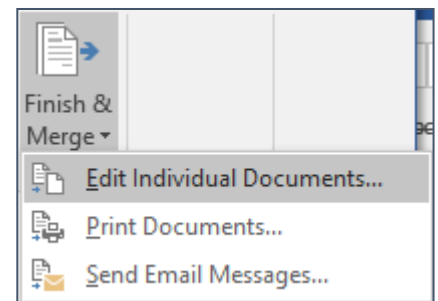 Finish &
Merge
Edit Individual Documents...
Print Documents...
Send Email Messages...